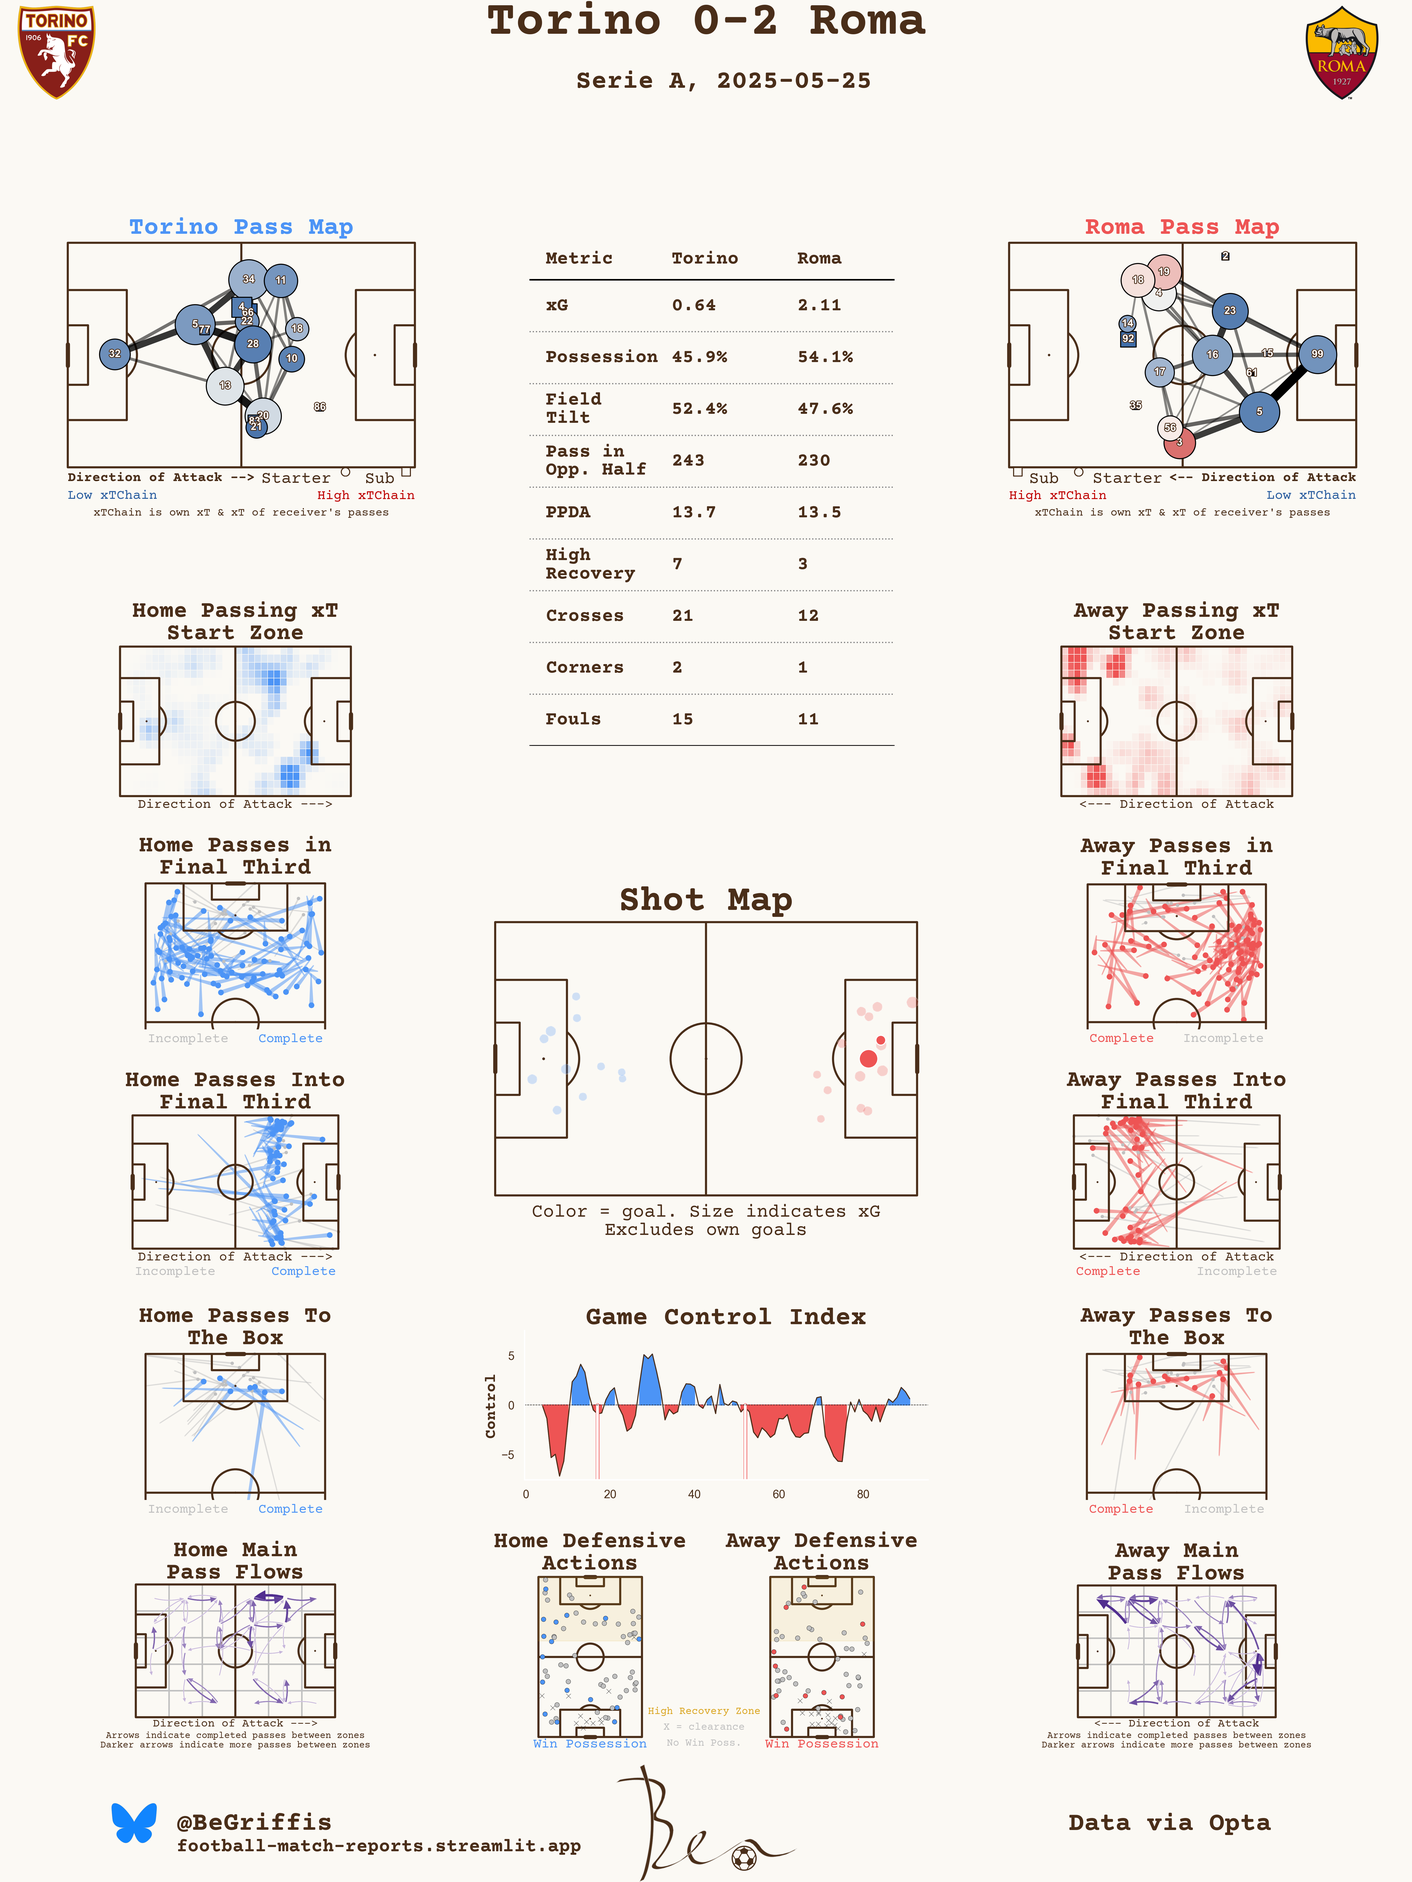 Torino 0-2 Roma
Serie A, 2025-05-25
TORINO
1906 FC
ROMA
1927
Torino Pass Map
34
11
4
66
22
5
77
18
28
32
10
13
20
83
21
86
Direction of Attack --> Starter Sub
Low xTChain High xTChain
xTChain is own xT & xT of receiver's passes
Metric Torino Roma
xG 0.64 2.11
Possession 45.9% 54.1%
Field
Tilt 52.4% 47.6%
Pass in
Opp. Half 243 230
PPDA 13.7 13.5
High
Recovery 7 3
Crosses 21 12
Corners 2 1
Fouls 15 11
Roma Pass Map
2
19
18
4
23
14
92
16
15
99
17
61
35
5
56
3
Sub Starter <-- Direction of Attack
High xTChain Low xTChain
xTChain is own xT & xT of receiver's passes
Home Passing xT
Start Zone
Direction of Attack --->
Away Passing xT
Start Zone
<--- Direction of Attack
Home Passes in
Final Third
Incomplete Complete
Away Passes in
Final Third
Complete Incomplete
Shot Map
Color = goal. Size indicates xG
Excludes own goals
Home Passes Into
Final Third
Direction of Attack --->
Incomplete Complete
Away Passes Into
Final Third
<--- Direction of Attack
Complete Incomplete
Home Passes To
The Box
Incomplete Complete
Game Control Index
Control
5
0
−5
0 20 40 60 80
Away Passes To
The Box
Complete Incomplete
Home Main
Pass Flows
Direction of Attack --->
Arrows indicate completed passes between zones
Darker arrows indicate more passes between zones
Home Defensive
Actions
Win Possession
Away Defensive
Actions
Win Possession
High Recovery Zone
X = clearance
No Win Poss.
Away Main
Pass Flows
<--- Direction of Attack
Arrows indicate completed passes between zones
Darker arrows indicate more passes between zones
@BeGriffis
football-match-reports.streamlit.app
Ben
Data via Opta